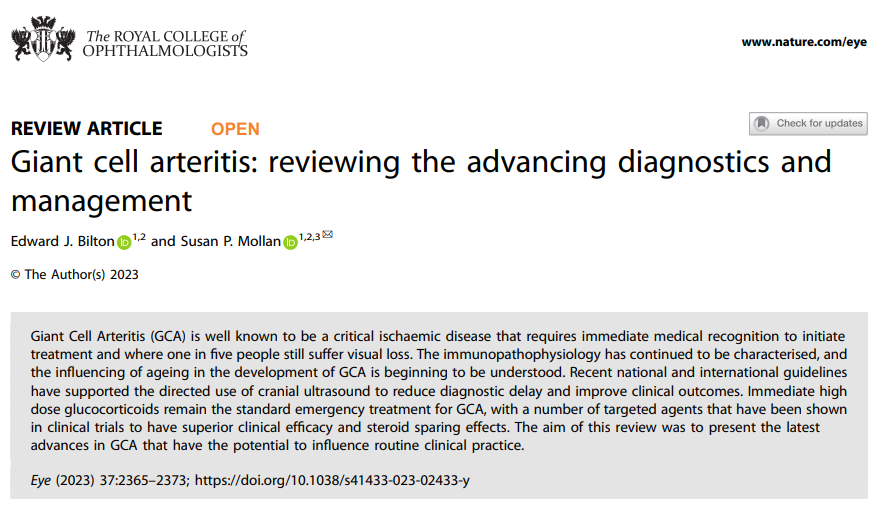 The ROYAL COLLEGE of
OPHTHALMOLOGISTS
www.nature.com/eye
REVIEW ARTICLE OPEN
Check for updates
Giant cell arteritis: reviewing the advancing diagnostics and
management
Edward J. Bilton iD 1,2 and Susan P. Mollan iD 1,2,3✉
© The Author(s) 2023
Giant Cell Arteritis (GCA) is well known to be a critical ischaemic disease that requires immediate medical recognition to initiate
treatment and where one in five people still suffer visual loss. The immunopathophysiology has continued to be characterised, and
the influencing of ageing in the development of GCA is beginning to be understood. Recent national and international guidelines
have supported the directed use of cranial ultrasound to reduce diagnostic delay and improve clinical outcomes. Immediate high
dose glucocorticoids remain the standard emergency treatment for GCA, with a number of targeted agents that have been shown
in clinical trials to have superior clinical efficacy and steroid sparing effects. The aim of this review was to present the latest
advances in GCA that have the potential to influence routine clinical practice.
Eye (2023) 37:2365–2373; https://doi.org/10.1038/s41433-023-02433-y